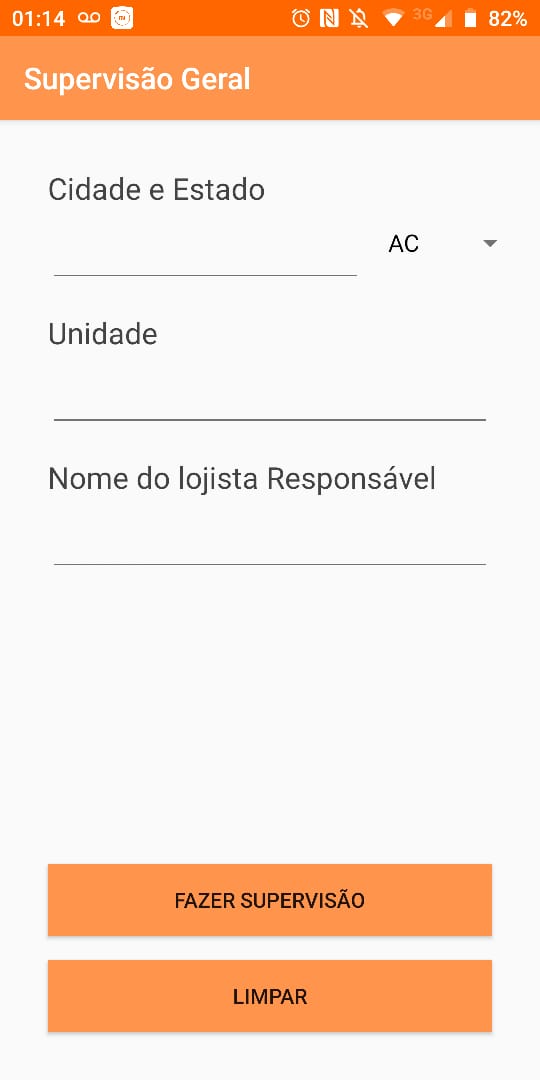 01:14 3G 82%
Supervisão Geral
Cidade e Estado
AC
Unidade
Nome do lojista Responsável
FAZER SUPERVISÃO
LIMPAR